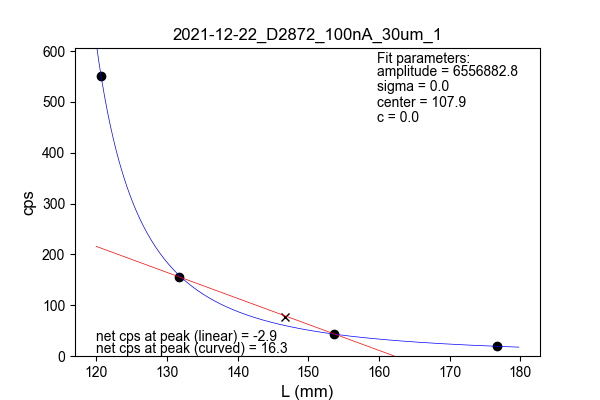 2021-12-22_D2872_100nA_30um_1
Fit parameters:
amplitude = 6556882.8
sigma = 0.0
center = 107.9
c = 0.0
600
500
400
300
200
100
0
cps
net cps at peak (linear) = -2.9
net cps at peak (curved) = 16.3
120 130 140 150 160 170 180
L (mm)